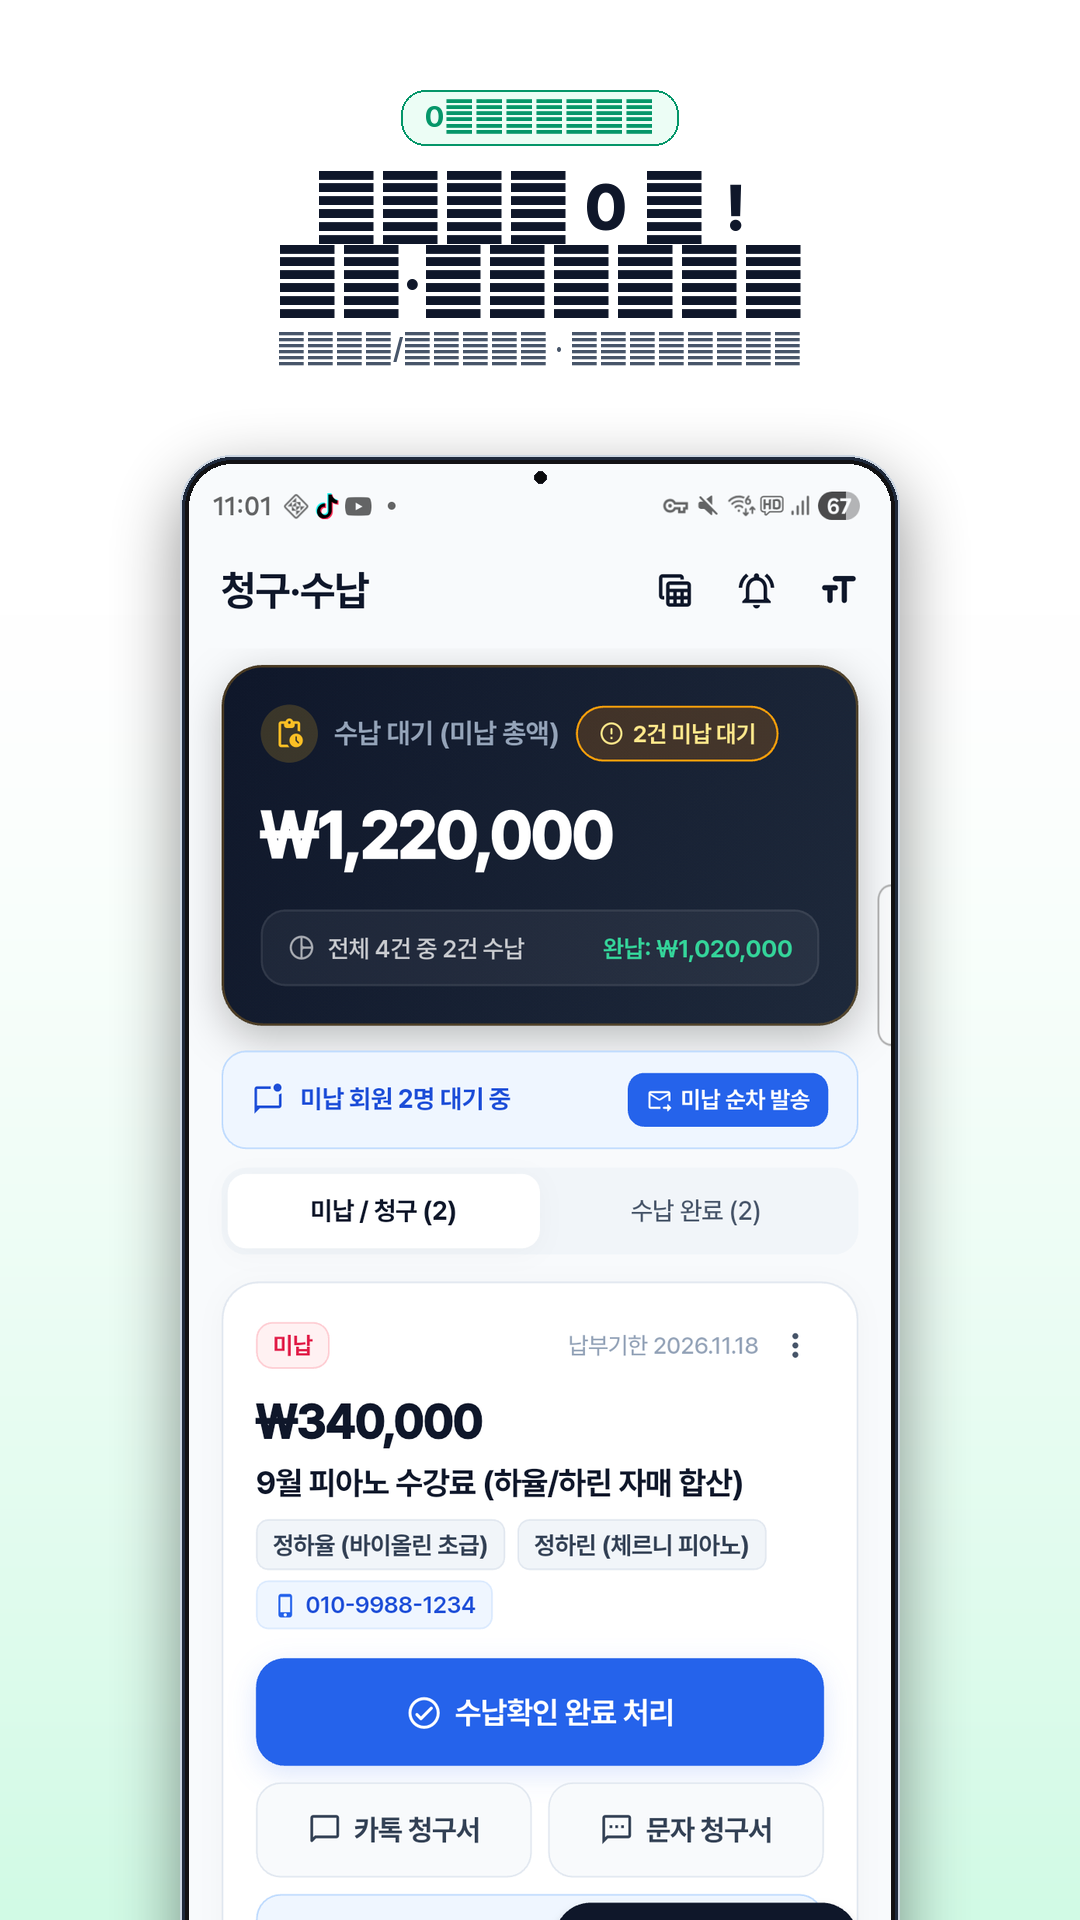 0
0 !
·
/ ·
11:01
HD
67
청구·수납
수납 대기 (미납 총액)
2건 미납 대기
₩1,220,000
전체 4건 중 2건 수납
완납: ₩1,020,000
미납 회원 2명 대기 중
미납 순차 발송
미납 / 청구 (2)
수납 완료 (2)
미납
납부기한 2026.11.18
₩340,000
9월 피아노 수강료 (하율/하린 자매 합산)
정하율 (바이올린 초급)
정하린 (체르니 피아노)
010-9988-1234
수납확인 완료 처리
카톡 청구서
문자 청구서